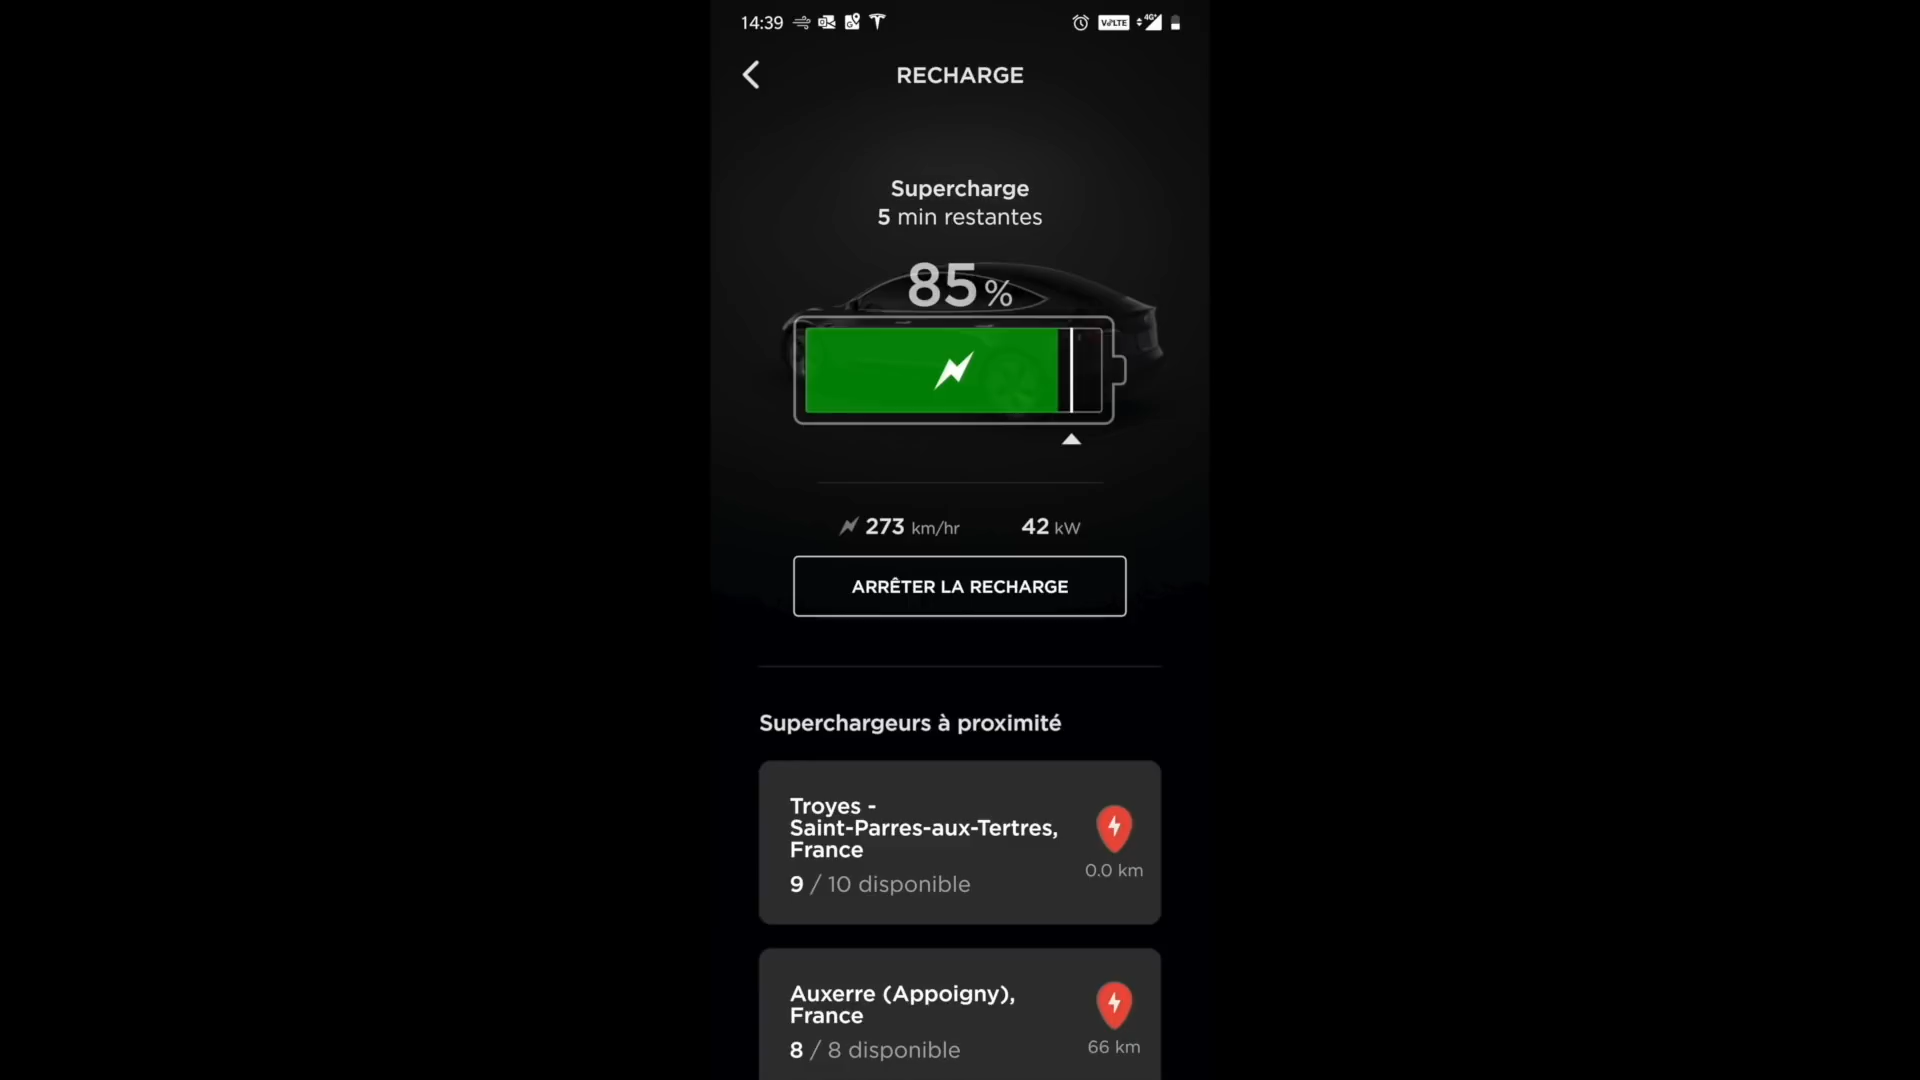 14:39
VoLTE 4G+
RECHARGE
Supercharge
5 min restantes
85 %
273 km/hr 42 kW
ARRÊTER LA RECHARGE
Superchargeurs à proximité
Troyes -
Saint-Parres-aux-Tertres,
France
0.0 km
9 / 10 disponible
Auxerre (Appoigny),
France
8 / 8 disponible
66 km